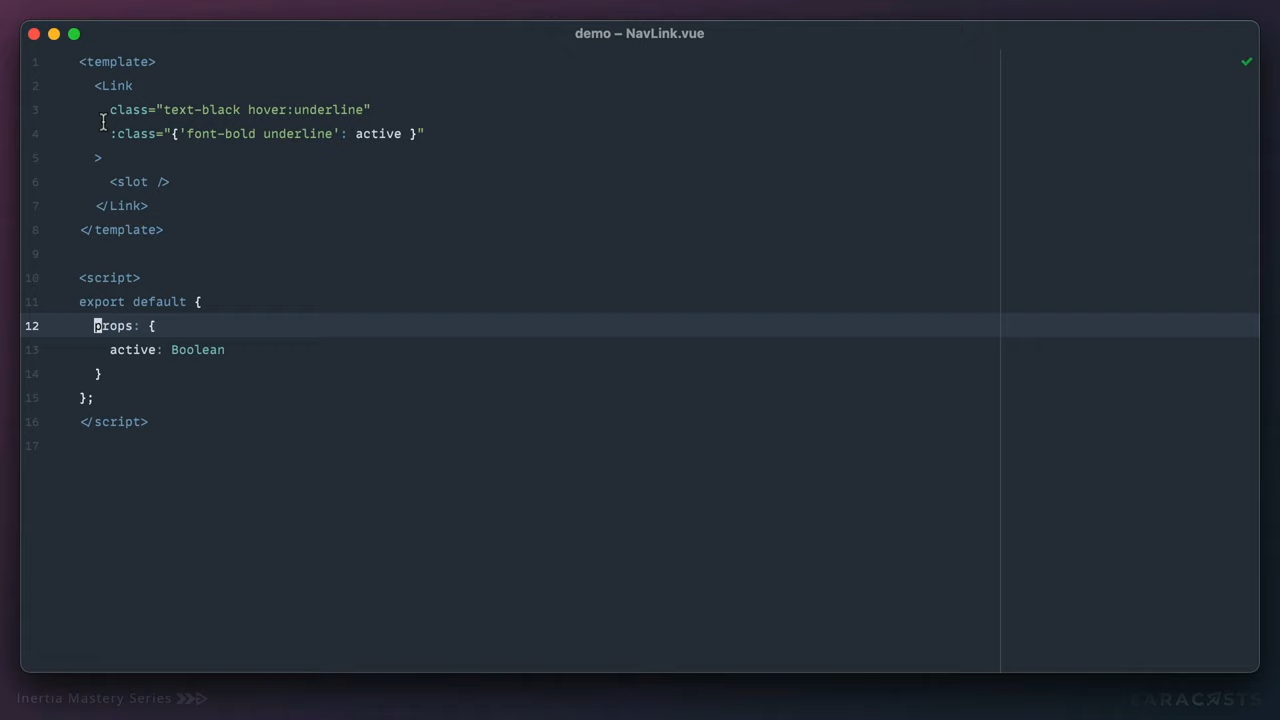 demo – NavLink.vue
1 <template>
2 <Link
3 class="text-black hover:underline"
4 :class="{'font-bold underline': active }"
5 >
6 <slot />
7 </Link>
8 </template>
9
10 <script>
11 export default {
12 props: {
13 active: Boolean
14 }
15 };
16 </script>
17
Inertia Mastery Series
LARACASTS